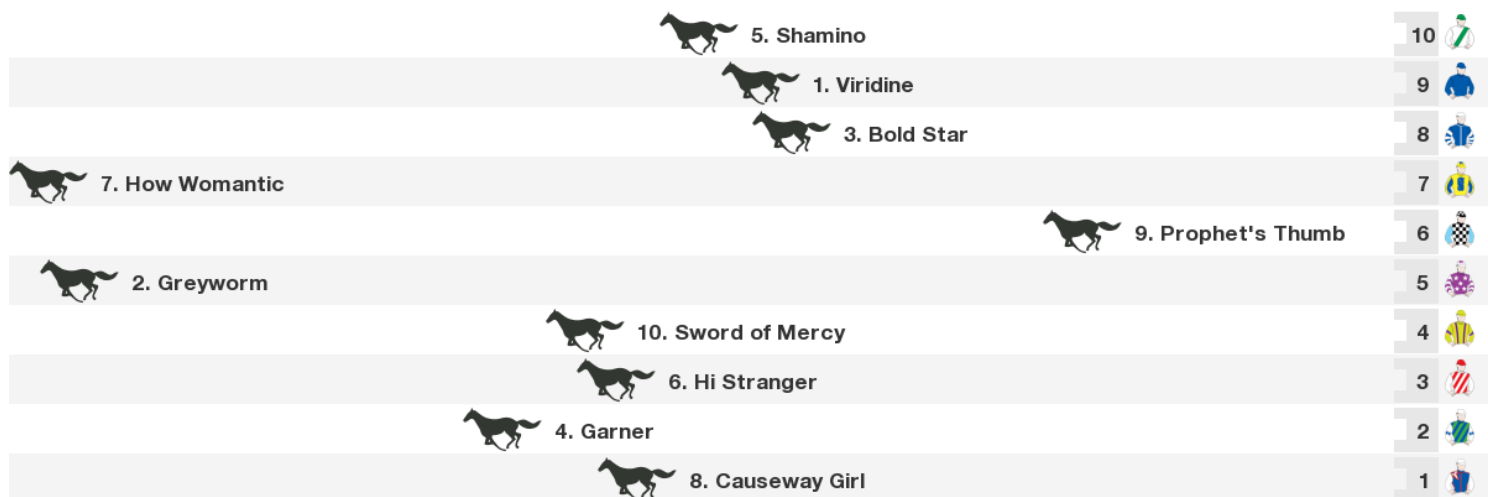 5. Shamino 10
1. Viridine 9
3. Bold Star 8
7. How Womantic 7
9. Prophet's Thumb 6
2. Greyworm 5
10. Sword of Mercy 4
6. Hi Stranger 3
4. Garner 2
8. Causeway Girl 1